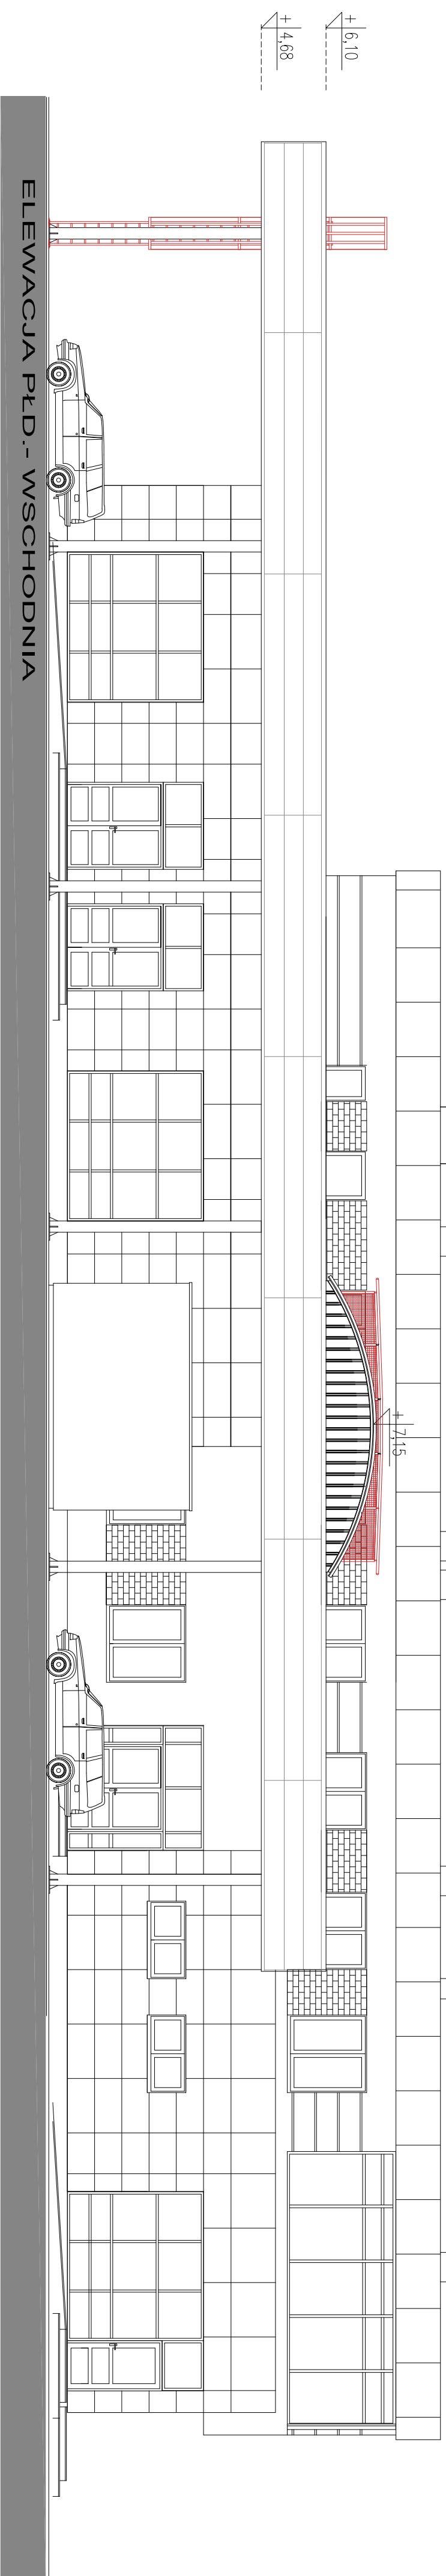 + 6,10
+ 4,68
+ 7,15
ELEWACJA PŁD.- WSCHODNIA